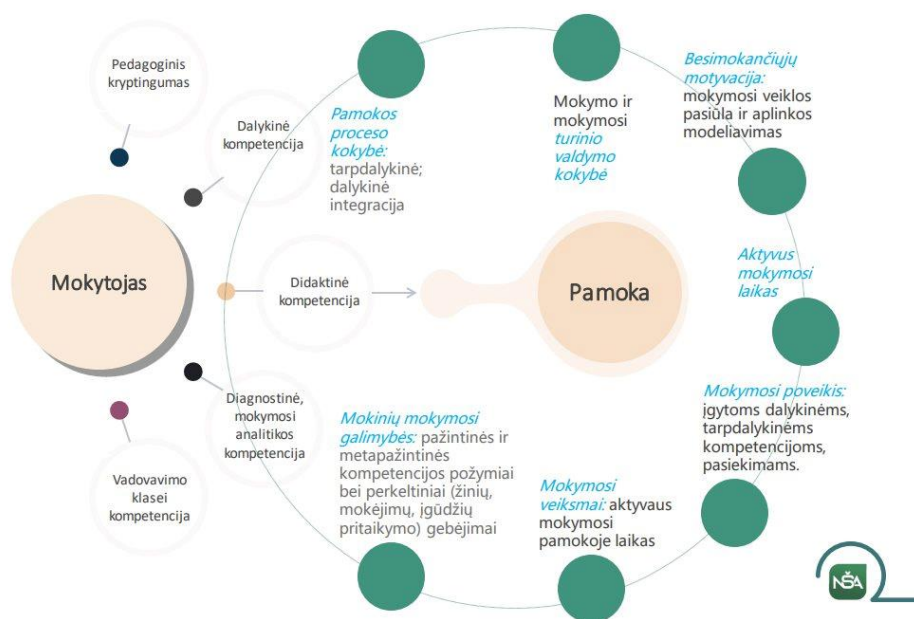 Pedagoginis
kryptingumas
Dalykinė
kompetencija
Mokytojas
Didaktinė
kompetencija
Diagnostinė,
mokymosi
analitikos
kompetencija
Vadovavimo
klasei
kompetencija
Pamokos
proceso
kokybė:
tarpdalykinė;
dalykinė
integracija
Mokymo ir
mokymosi
turinio
valdymo
kokybė
Besimokančiųjų
motyvacija:
mokymosi veiklos
pasiūla ir aplinkos
modeliavimas
Pamoka
Aktyvus
mokymosi
laikas
Mokymosi poveikis:
įgytoms dalykinėms,
tarpdalykinėms
kompetencijoms,
pasiekimams.
Mokymosi
veiksmai: aktyvaus
mokymosi
pamokoje laikas
Mokinių mokymosi
galimybės: pažintinės ir
metapažintinės
kompetencijos požymiai
bei perkeltiniai (žinių,
mokėjimų, įgūdžių
pritaikymo) gebėjimai
NŠA